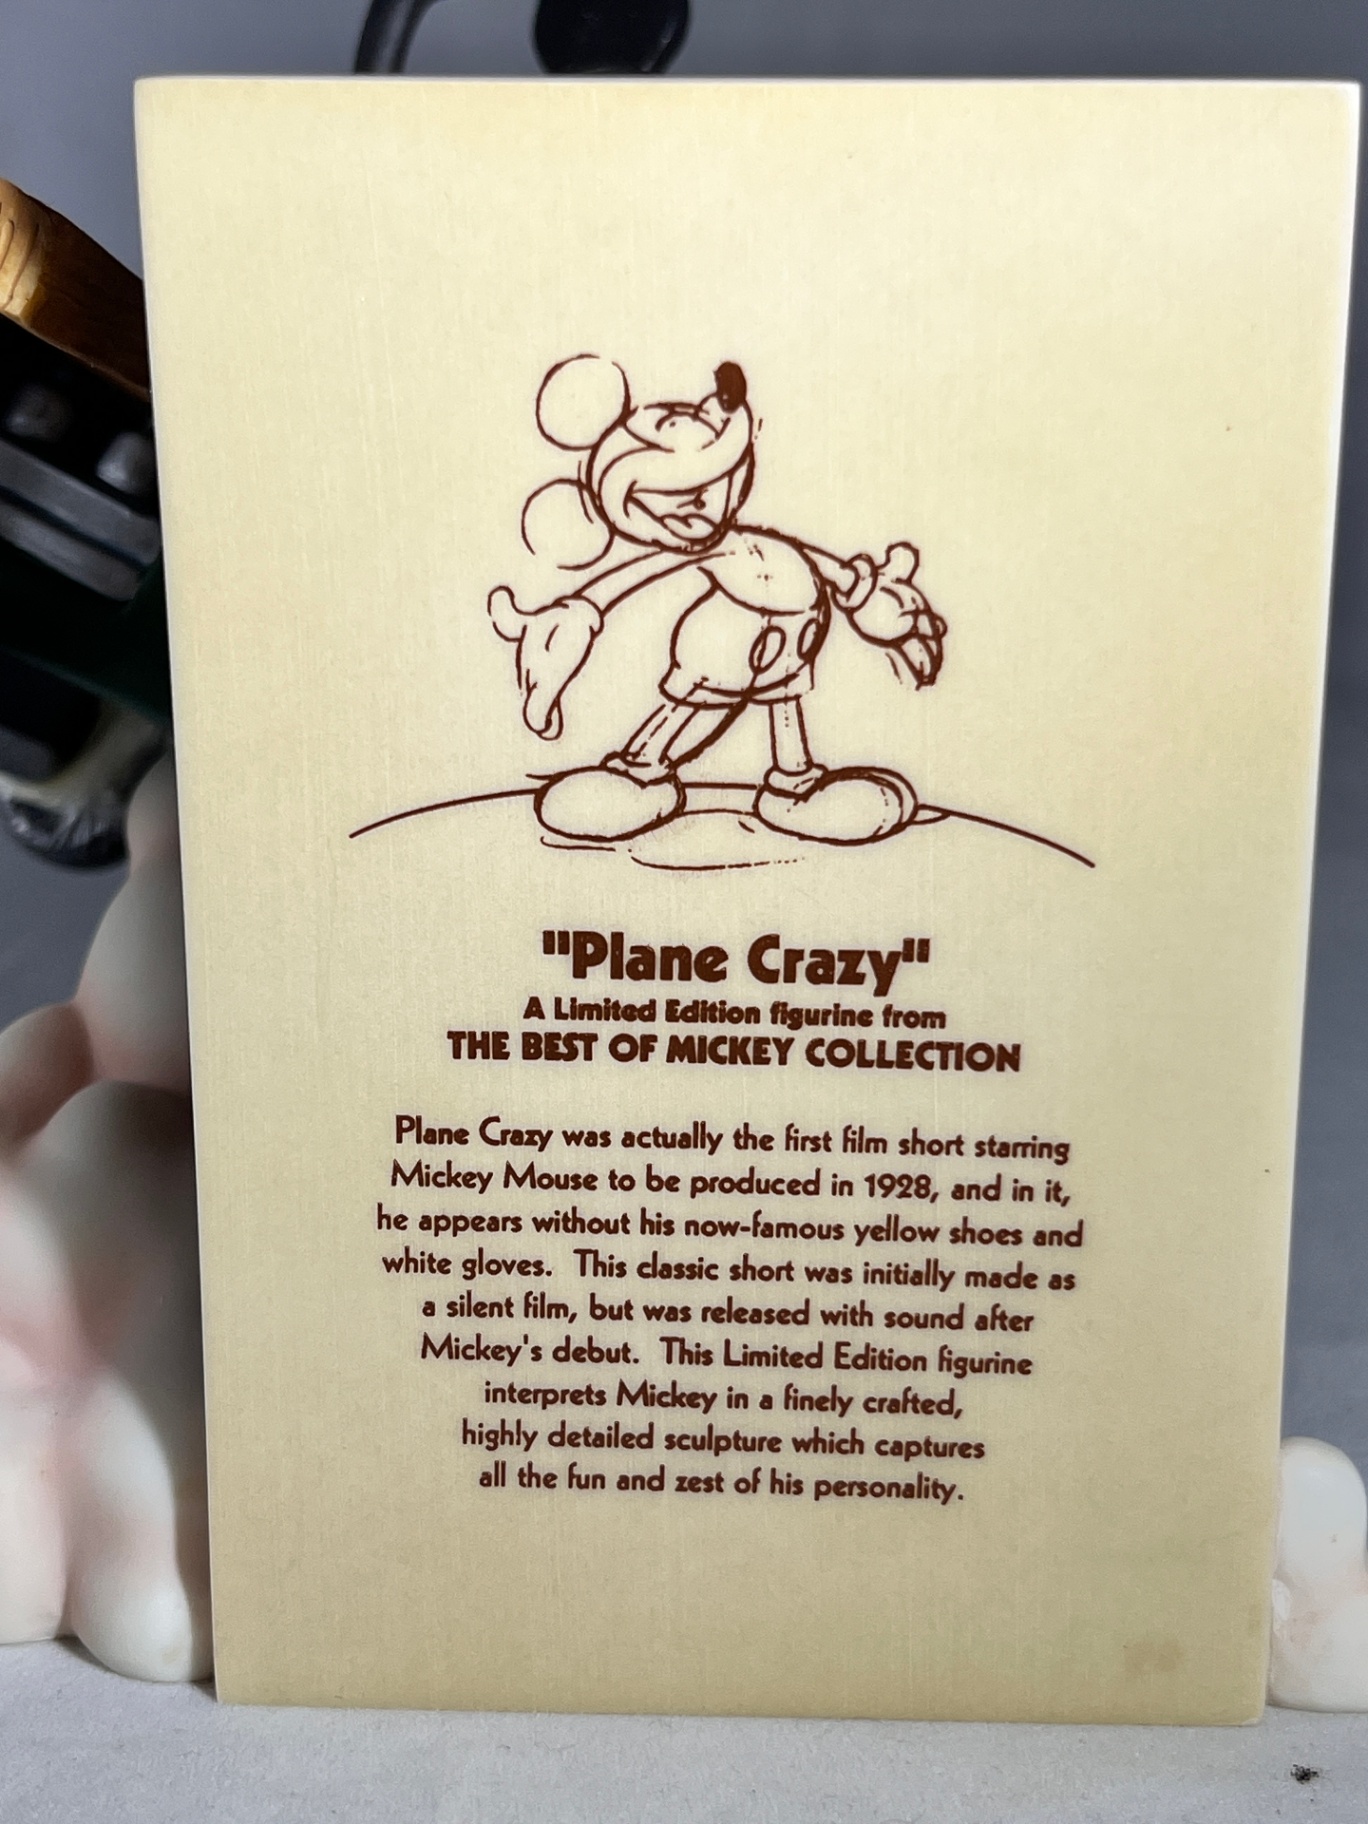 "Plane Crazy"
A Limited Edition figurine from
THE BEST OF MICKEY COLLECTION
Plane Crazy was actually the first film short starring
Mickey Mouse to be produced in 1928, and in it,
he appears without his now-famous yellow shoes and
white gloves. This classic short was initially made as
a silent film, but was released with sound after
Mickey's debut. This Limited Edition figurine
interprets Mickey in a finely crafted,
highly detailed sculpture which captures
all the fun and zest of his personality.